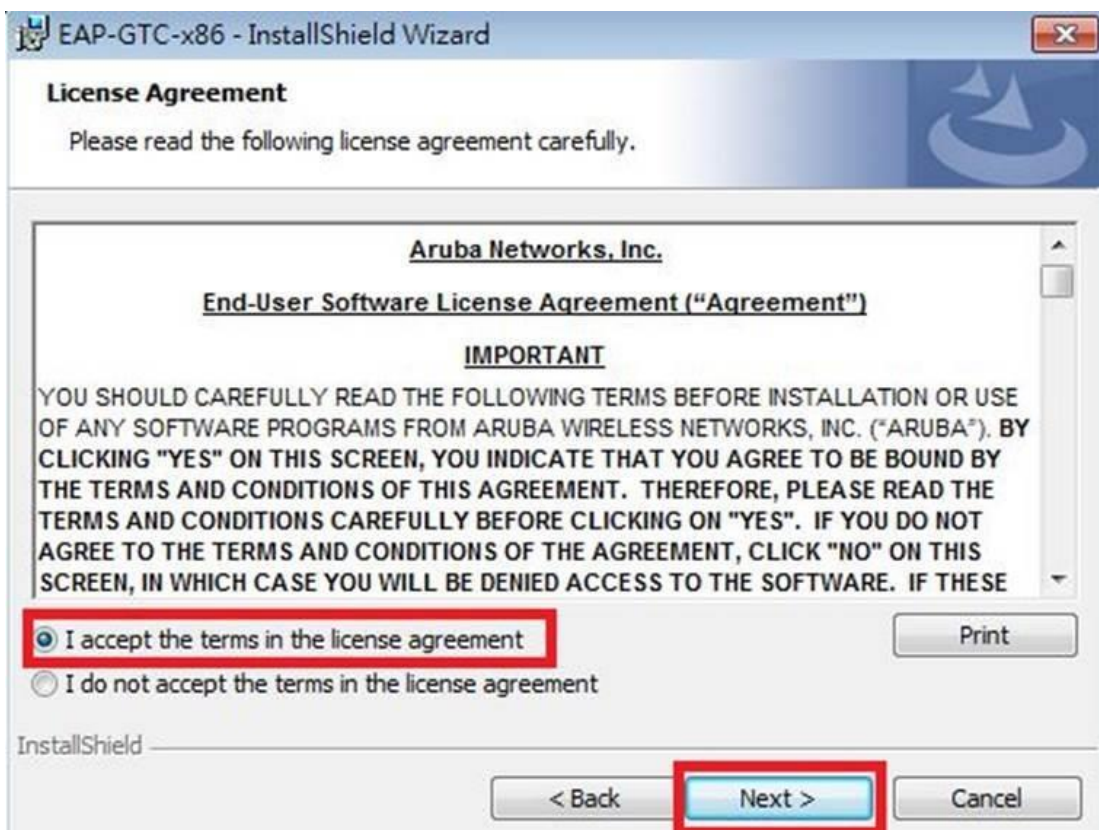 EAP-GTC-x86 - InstallShield Wizard
License Agreement
Please read the following license agreement carefully.
Aruba Networks, Inc.
End-User Software License Agreement (“Agreement”)
IMPORTANT
YOU SHOULD CAREFULLY READ THE FOLLOWING TERMS BEFORE INSTALLATION OR USE
OF ANY SOFTWARE PROGRAMS FROM ARUBA WIRELESS NETWORKS, INC. (“ARUBA”). BY
CLICKING "YES" ON THIS SCREEN, YOU INDICATE THAT YOU AGREE TO BE BOUND BY
THE TERMS AND CONDITIONS OF THIS AGREEMENT. THEREFORE, PLEASE READ THE
TERMS AND CONDITIONS CAREFULLY BEFORE CLICKING ON "YES". IF YOU DO NOT
AGREE TO THE TERMS AND CONDITIONS OF THE AGREEMENT, CLICK "NO" ON THIS
SCREEN, IN WHICH CASE YOU WILL BE DENIED ACCESS TO THE SOFTWARE. IF THESE
I accept the terms in the license agreement
Print
I do not accept the terms in the license agreement
InstallShield
< Back
Next >
Cancel